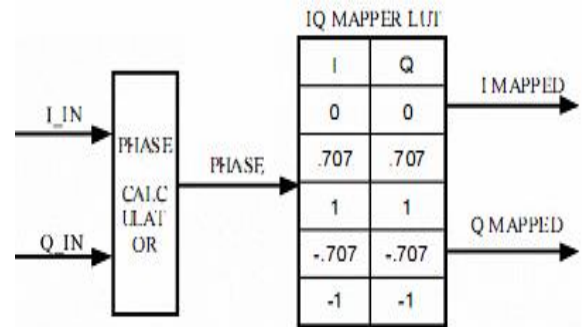 IQ MAPPER LUT
I Q
0 0
.707 .707
1 1
-.707 -.707
-1 -1
I_IN
Q_IN
PHASE
CALC
ULAT
OR
PHASE
I MAPPED
Q MAPPED